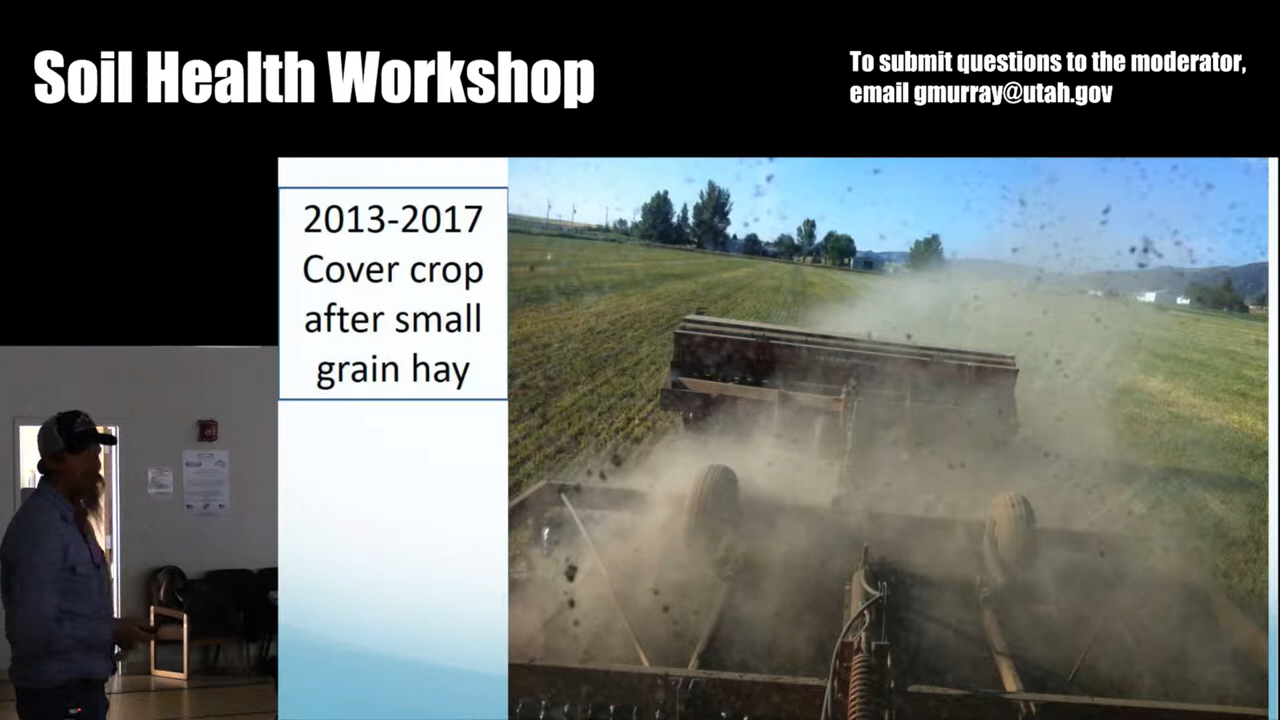 Soil Health Workshop
To submit questions to the moderator,
email gmurray@utah.gov
2013-2017
Cover crop
after small
grain hay